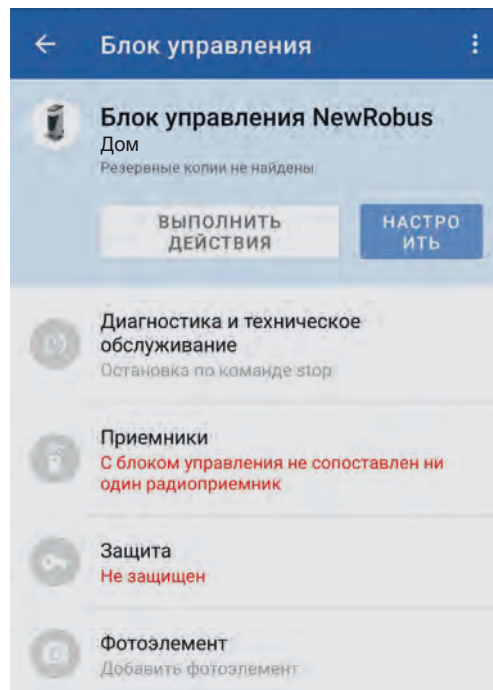 Блок управления
Блок управления NewRobus
Дом
Резервные копии не найдены
ВЫПОЛНИТЬ
ДЕЙСТВИЯ
НАСТРО
ИТЬ
Диагностика и техническое
обслуживание
Остановка по команде stop
Приемники
С блоком управления не сопоставлен ни
один радиоприемник
Защита
Не защищен
Фотоэлемент
Добавить фотоэлемент